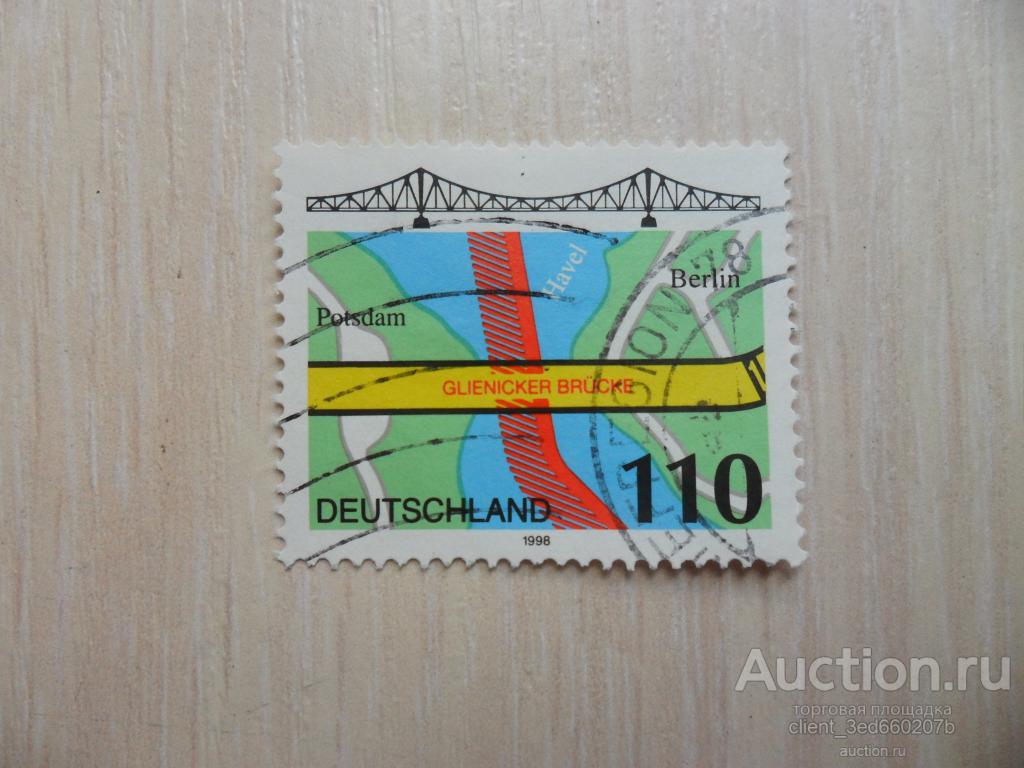 Havel
Berlin
Potsdam
GLIENICKER BRÜCKE
110
DEUTSCHLAND
1998
Auction.ru
торговая площадка
client_3ed660207b
auction.ru